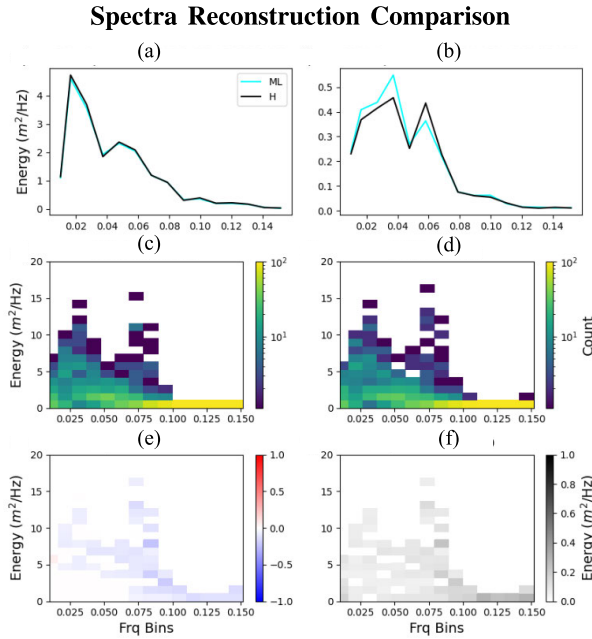 Spectra Reconstruction Comparison
(a) (b)
Energy (m²/Hz)
4
3
2
1
0
ML
H
0.02 0.04 0.06 0.08 0.10 0.12 0.14
0.5
0.4
0.3
0.2
0.1
0.0
0.02 0.04 0.06 0.08 0.10 0.12 0.14
(c) (d)
Energy (m²/Hz)
20
15
10
5
0
0.025 0.050 0.075 0.100 0.125 0.150
10²
10¹
20
15
10
5
0
0.025 0.050 0.075 0.100 0.125 0.150
10²
10¹
Count
(e) (f)
Energy (m²/Hz)
20
15
10
5
0
0.025 0.050 0.075 0.100 0.125 0.150
Frq Bins
1.0
0.5
0.0
−0.5
−1.0
20
15
10
5
0
0.025 0.050 0.075 0.100 0.125 0.150
Frq Bins
1.0
0.8
0.6
0.4
0.2
0.0
Energy (m²/Hz)